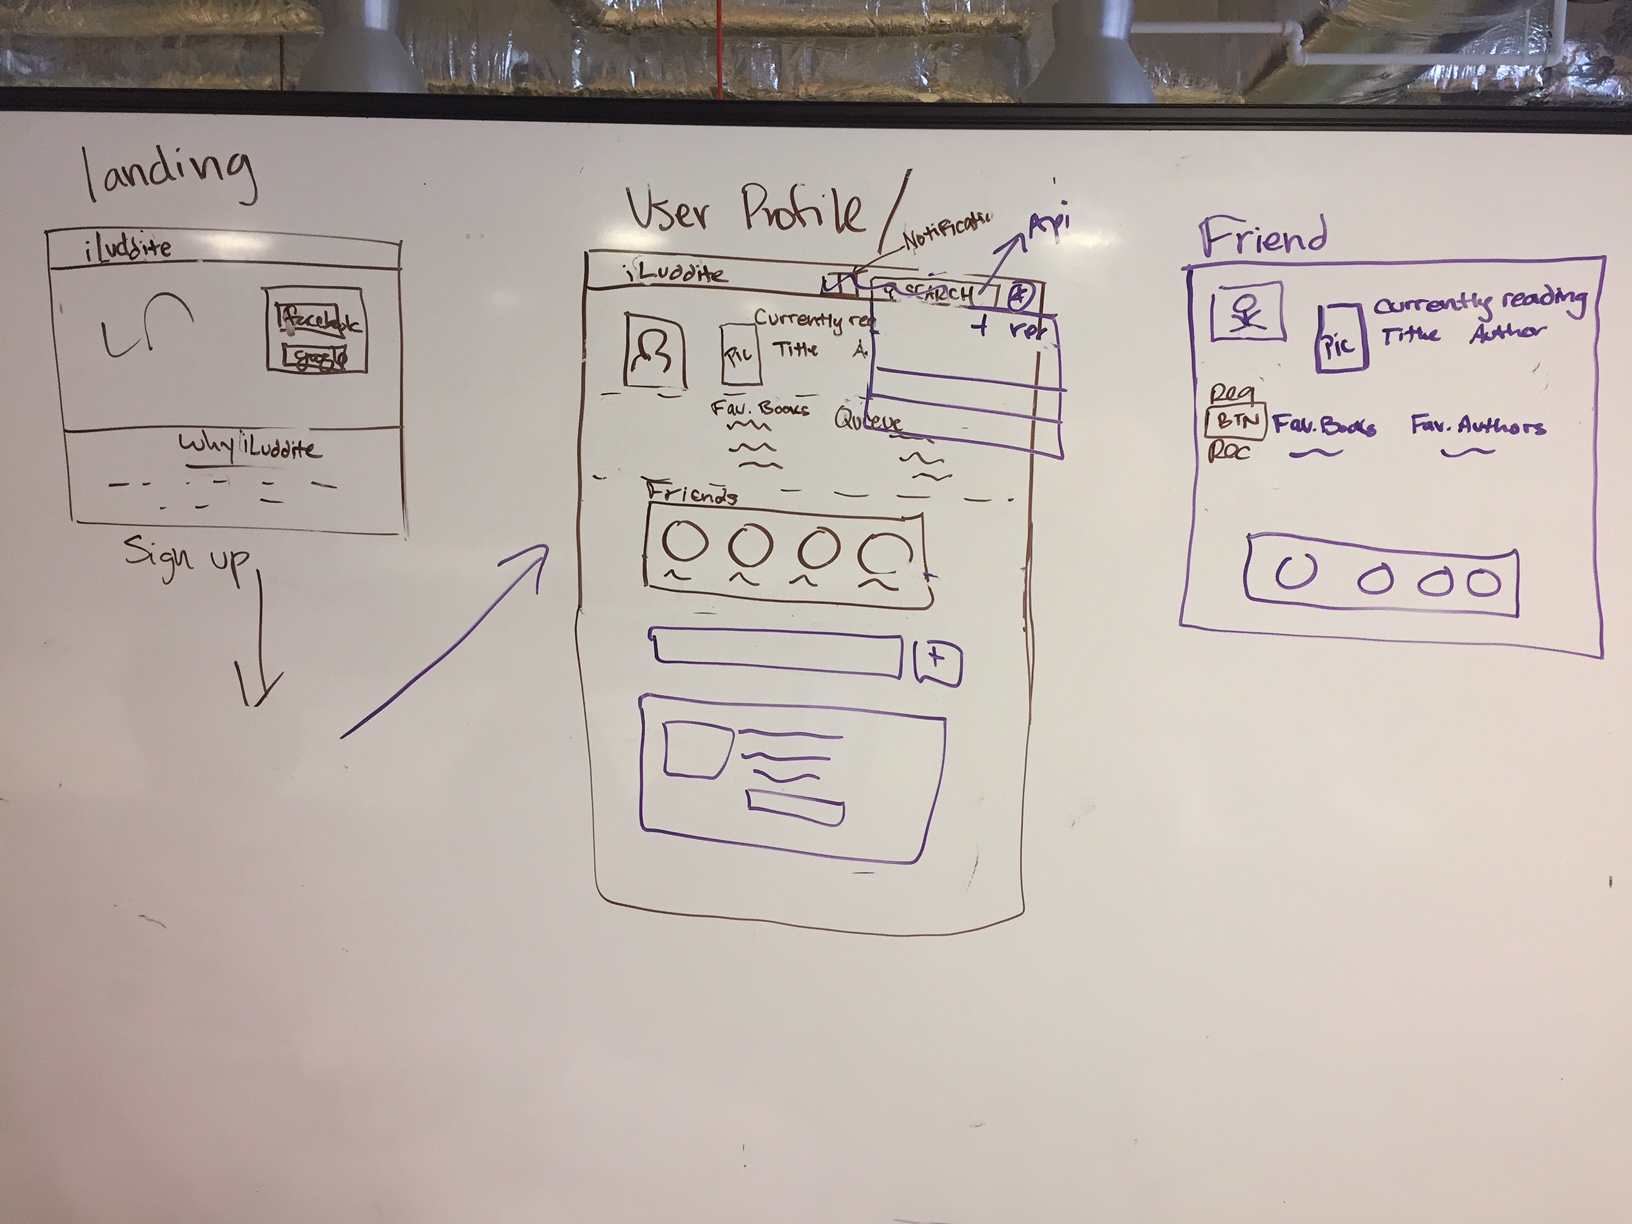 landing
iLuddite
facebook
google
Why iLuddite
Sign up
User Profile /
Notificatio
Api
iLuddite
SEARCH
+ rer
Currently rea
Pic
Title A.
Fav. Books
Queue
Friends
+
Friend
Currently reading
Pic
Title Author
Req
BTN
Rec
Fav. Books
Fav. Authors